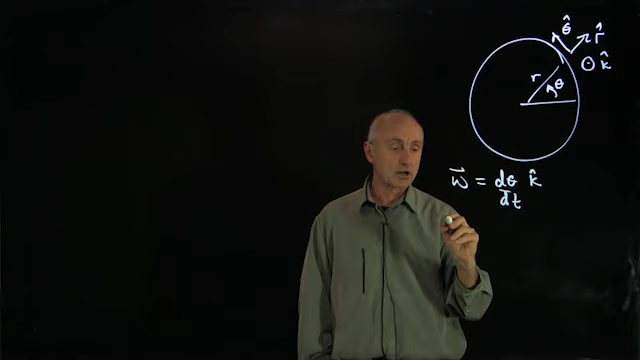 θ̂ r̂
⊙ k̂
r θ
w⃗ = dθ/dt k̂